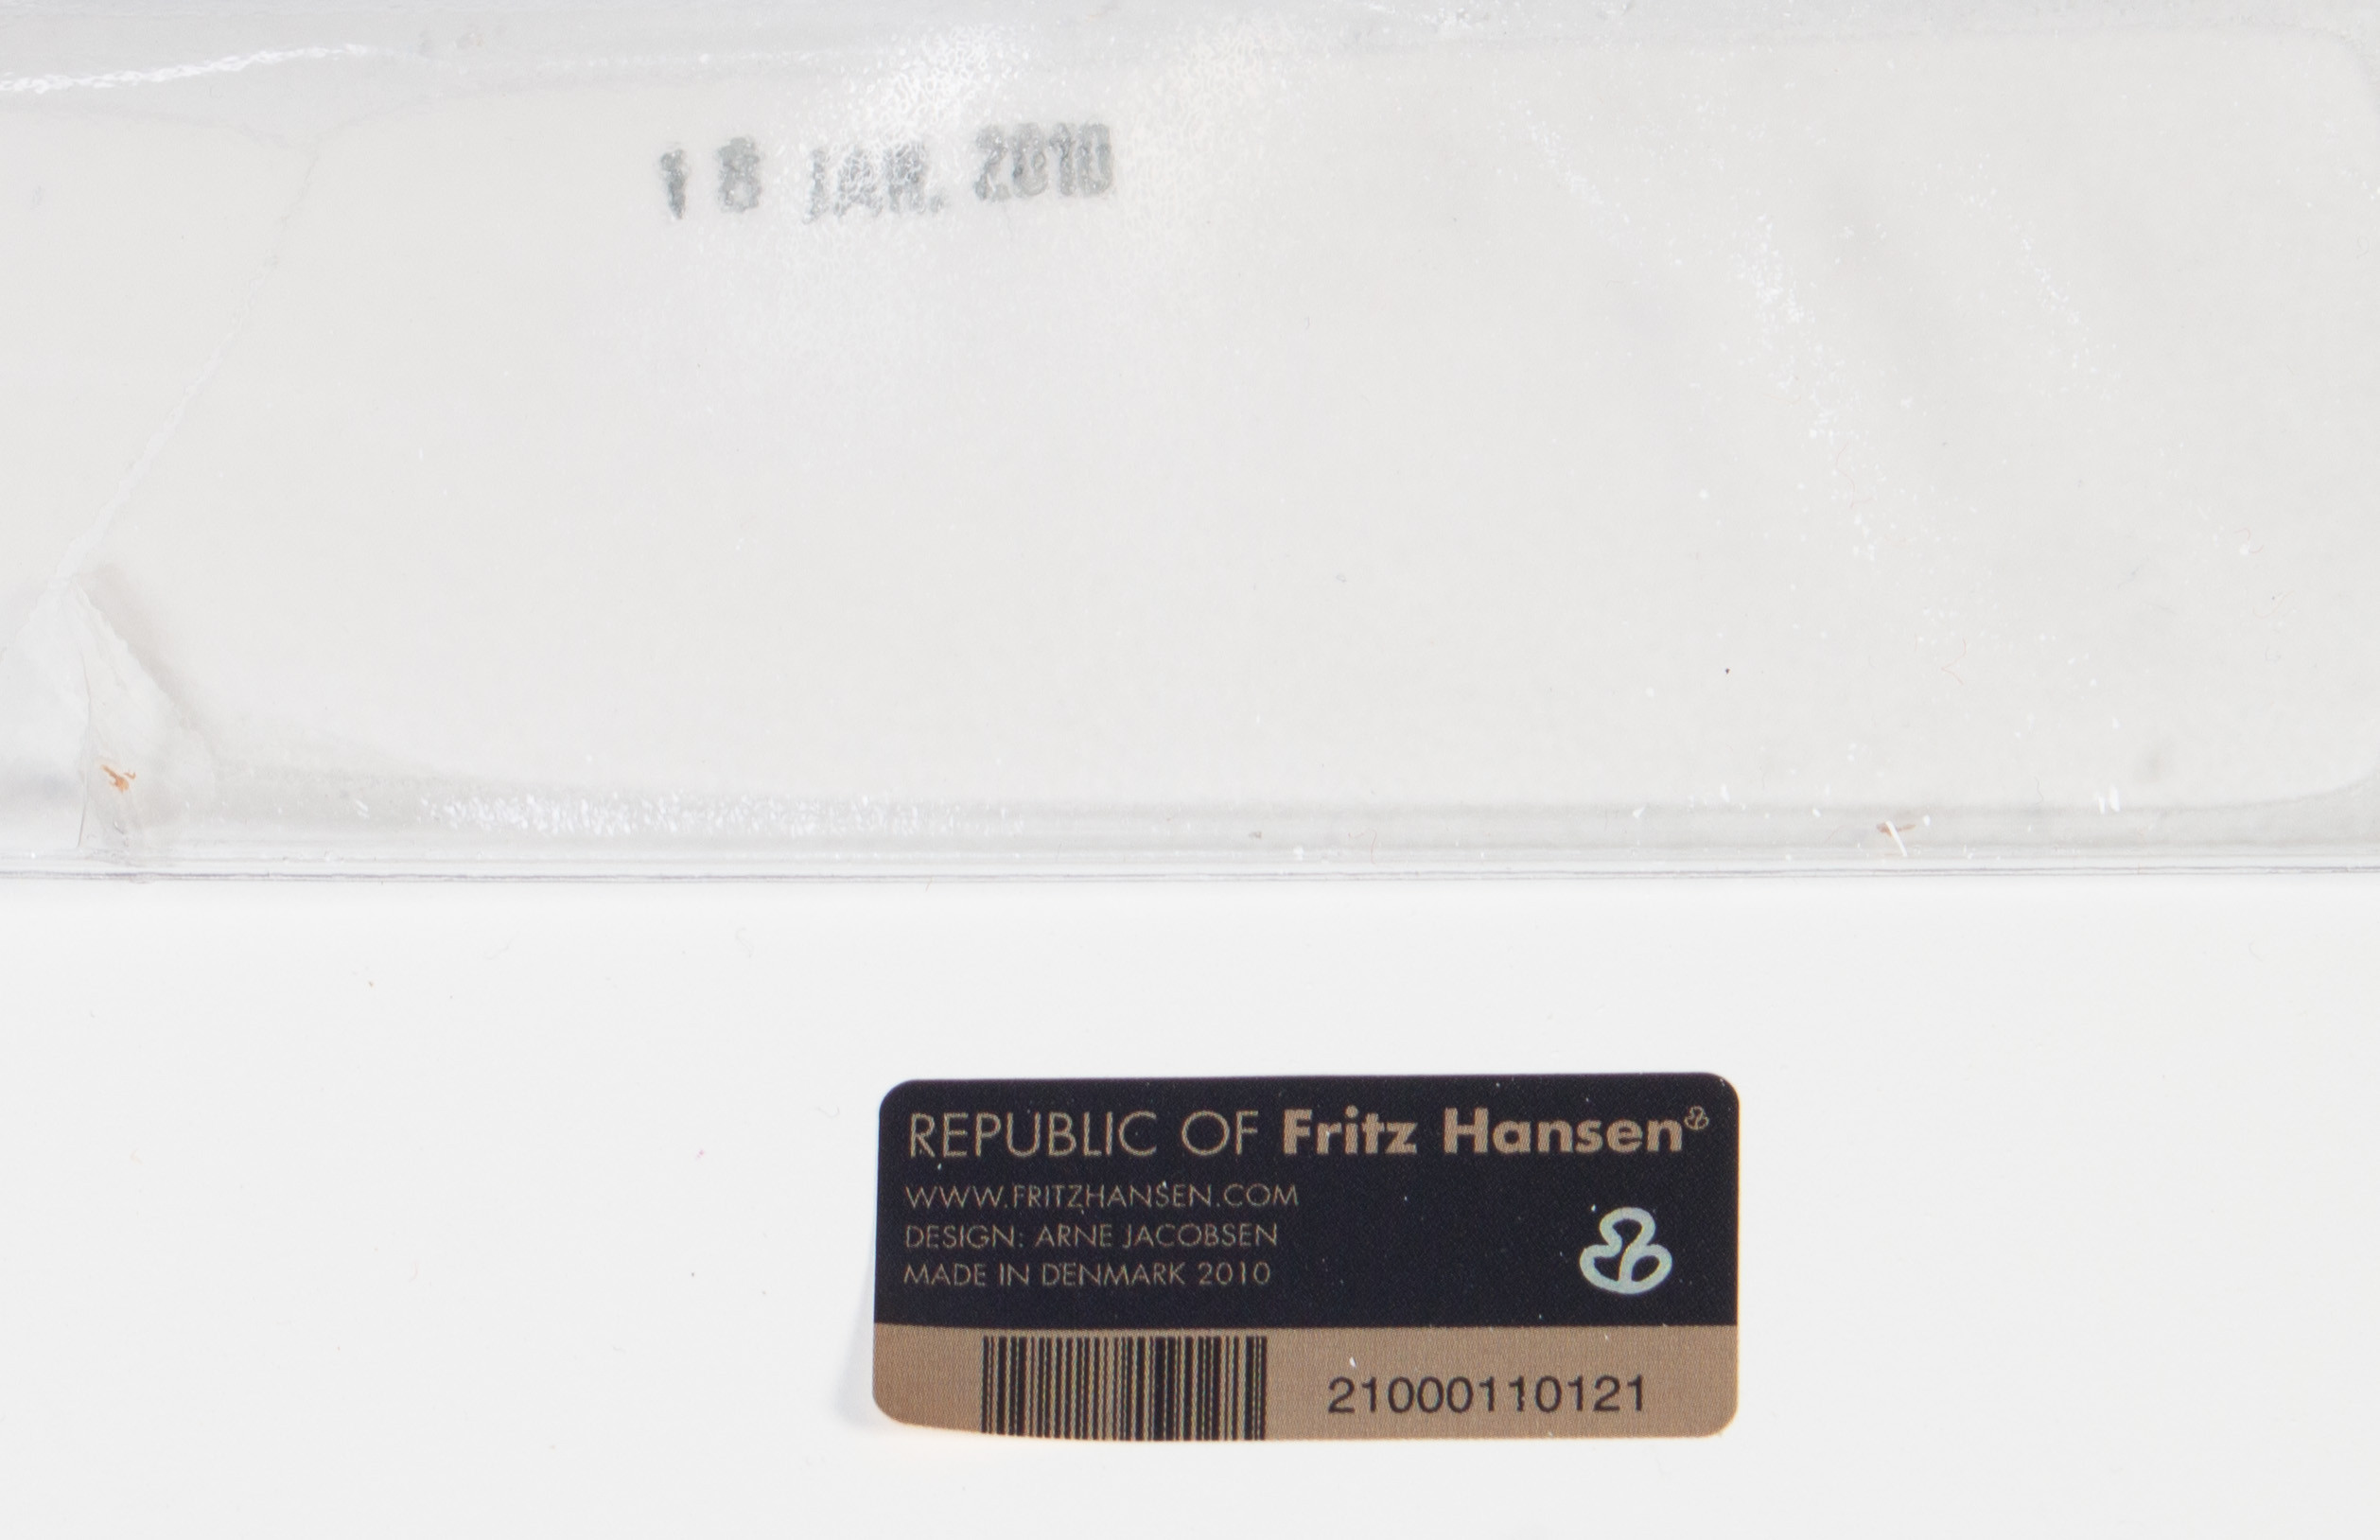 18 JAN. 2010
REPUBLIC OF Fritz Hansen
WWW.FRITZHANSEN.COM
DESIGN: ARNE JACOBSEN
MADE IN DENMARK 2010
21000110121